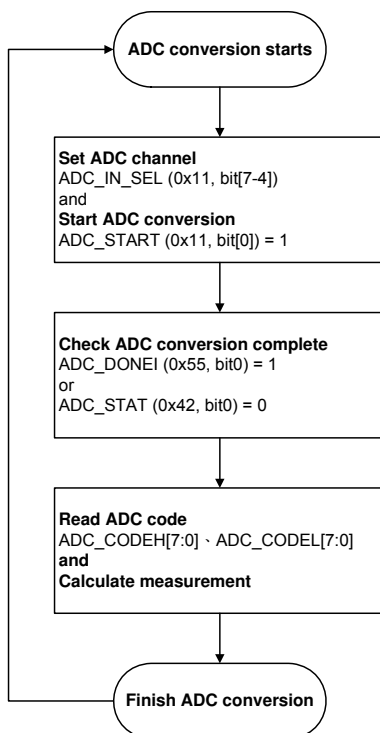 ADC conversion starts
Set ADC channel
ADC_IN_SEL (0x11, bit[7-4])
and
Start ADC conversion
ADC_START (0x11, bit[0]) = 1
Check ADC conversion complete
ADC_DONEI (0x55, bit0) = 1
or
ADC_STAT (0x42, bit0) = 0
Read ADC code
ADC_CODEH[7:0]、ADC_CODEL[7:0]
and
Calculate measurement
Finish ADC conversion